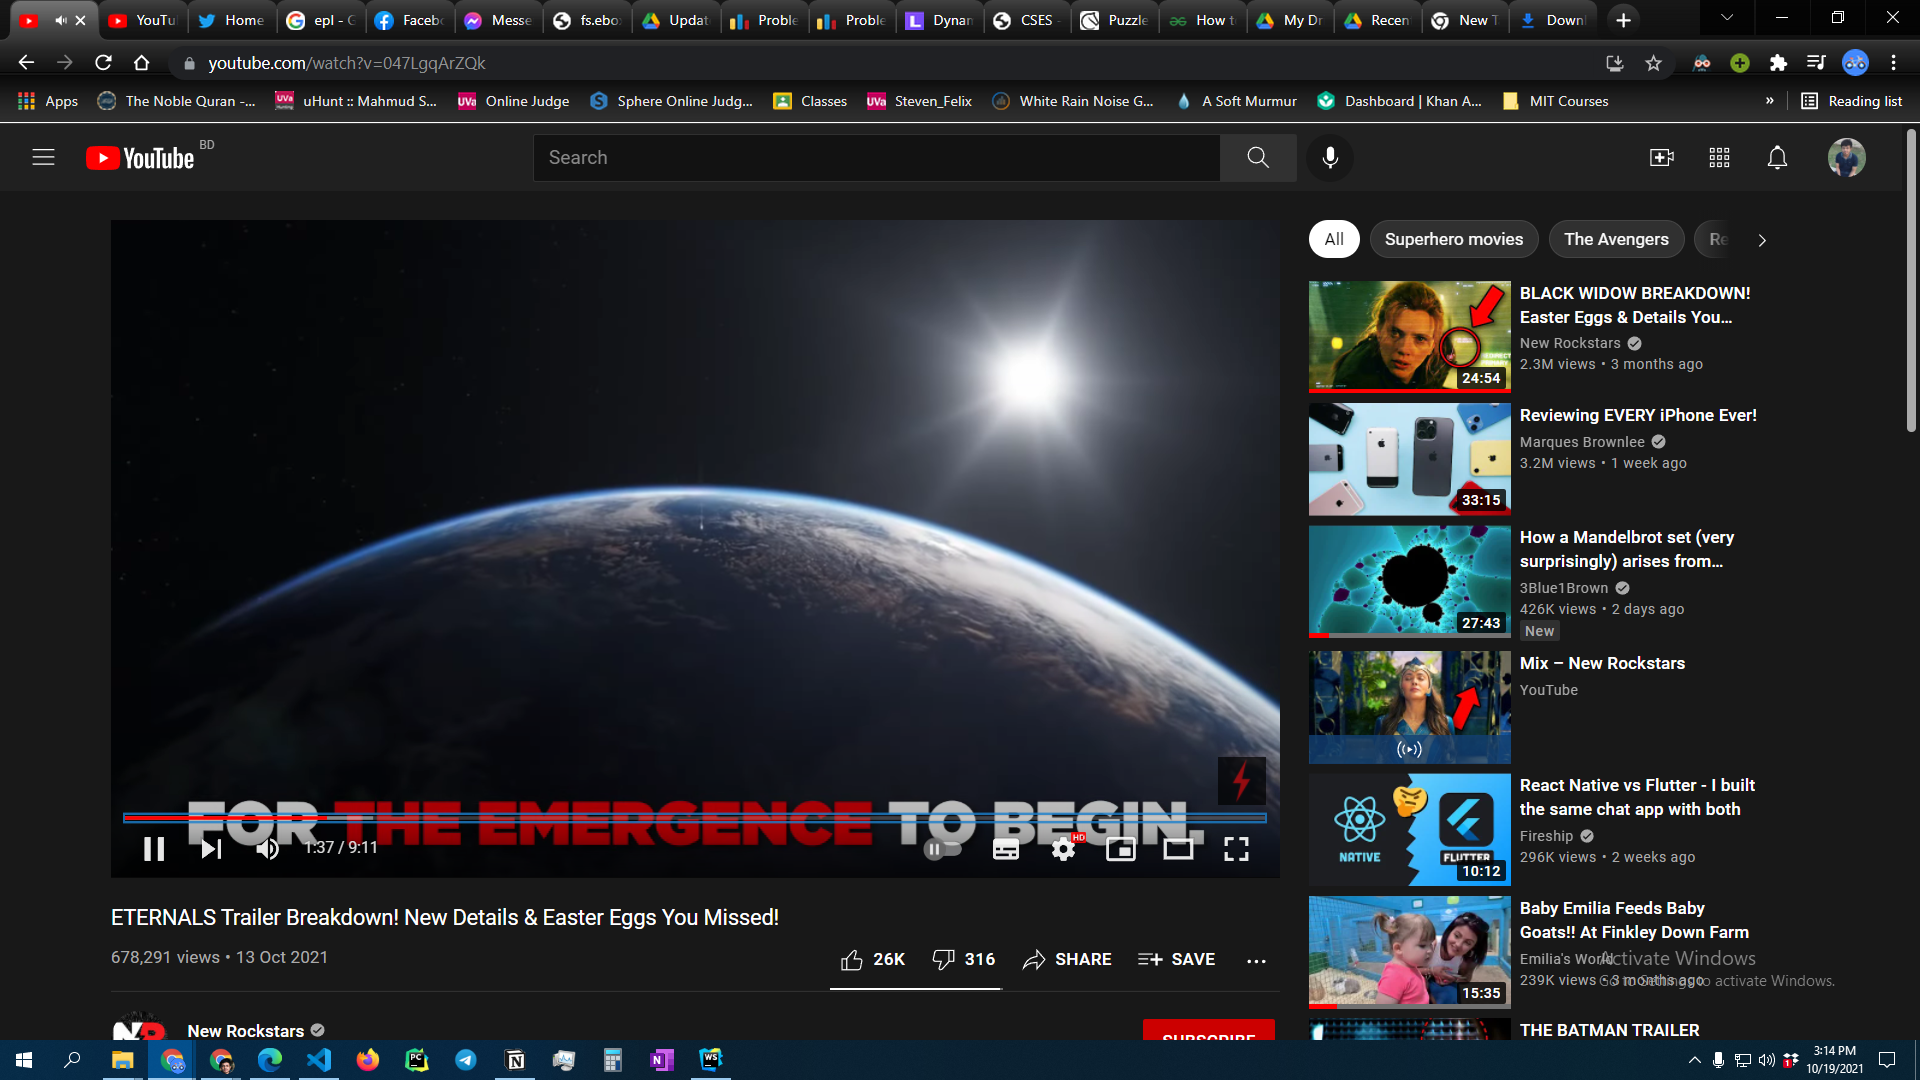 YouTu
Home
epl - G
Faceb
Messe
fs.ebo
Updat
Proble
Proble
Dynan
CSES -
Puzzle
How t
My Dr
Recen
New T
Downl
youtube.com/watch?v=047LgqArZQk
Apps
The Noble Quran -...
uHunt :: Mahmud S...
Online Judge
Sphere Online Judg...
Classes
Steven_Felix
White Rain Noise G...
A Soft Murmur
Dashboard | Khan A...
MIT Courses
»
Reading list
YouTube BD
Search
All
Superhero movies
The Avengers
Re
FOR THE EMERGENCE TO BEGIN.
1:37 / 9:11
HD
ETERNALS Trailer Breakdown! New Details & Easter Eggs You Missed!
678,291 views • 13 Oct 2021
26K
316
SHARE
SAVE
New Rockstars
SUBSCRIBE
BLACK WIDOW BREAKDOWN!
Easter Eggs & Details You...
New Rockstars
2.3M views • 3 months ago
24:54
Reviewing EVERY iPhone Ever!
Marques Brownlee
3.2M views • 1 week ago
33:15
How a Mandelbrot set (very
surprisingly) arises from...
3Blue1Brown
426K views • 2 days ago
New
27:43
Mix – New Rockstars
YouTube
React Native vs Flutter - I built
the same chat app with both
Fireship
296K views • 2 weeks ago
NATIVE
FLUTTER
10:12
Baby Emilia Feeds Baby
Goats!! At Finkley Down Farm
Emilia's World
239K views • 3 months ago
15:35
Activate Windows
Go to Settings to activate Windows.
THE BATMAN TRAILER
3:14 PM
10/19/2021